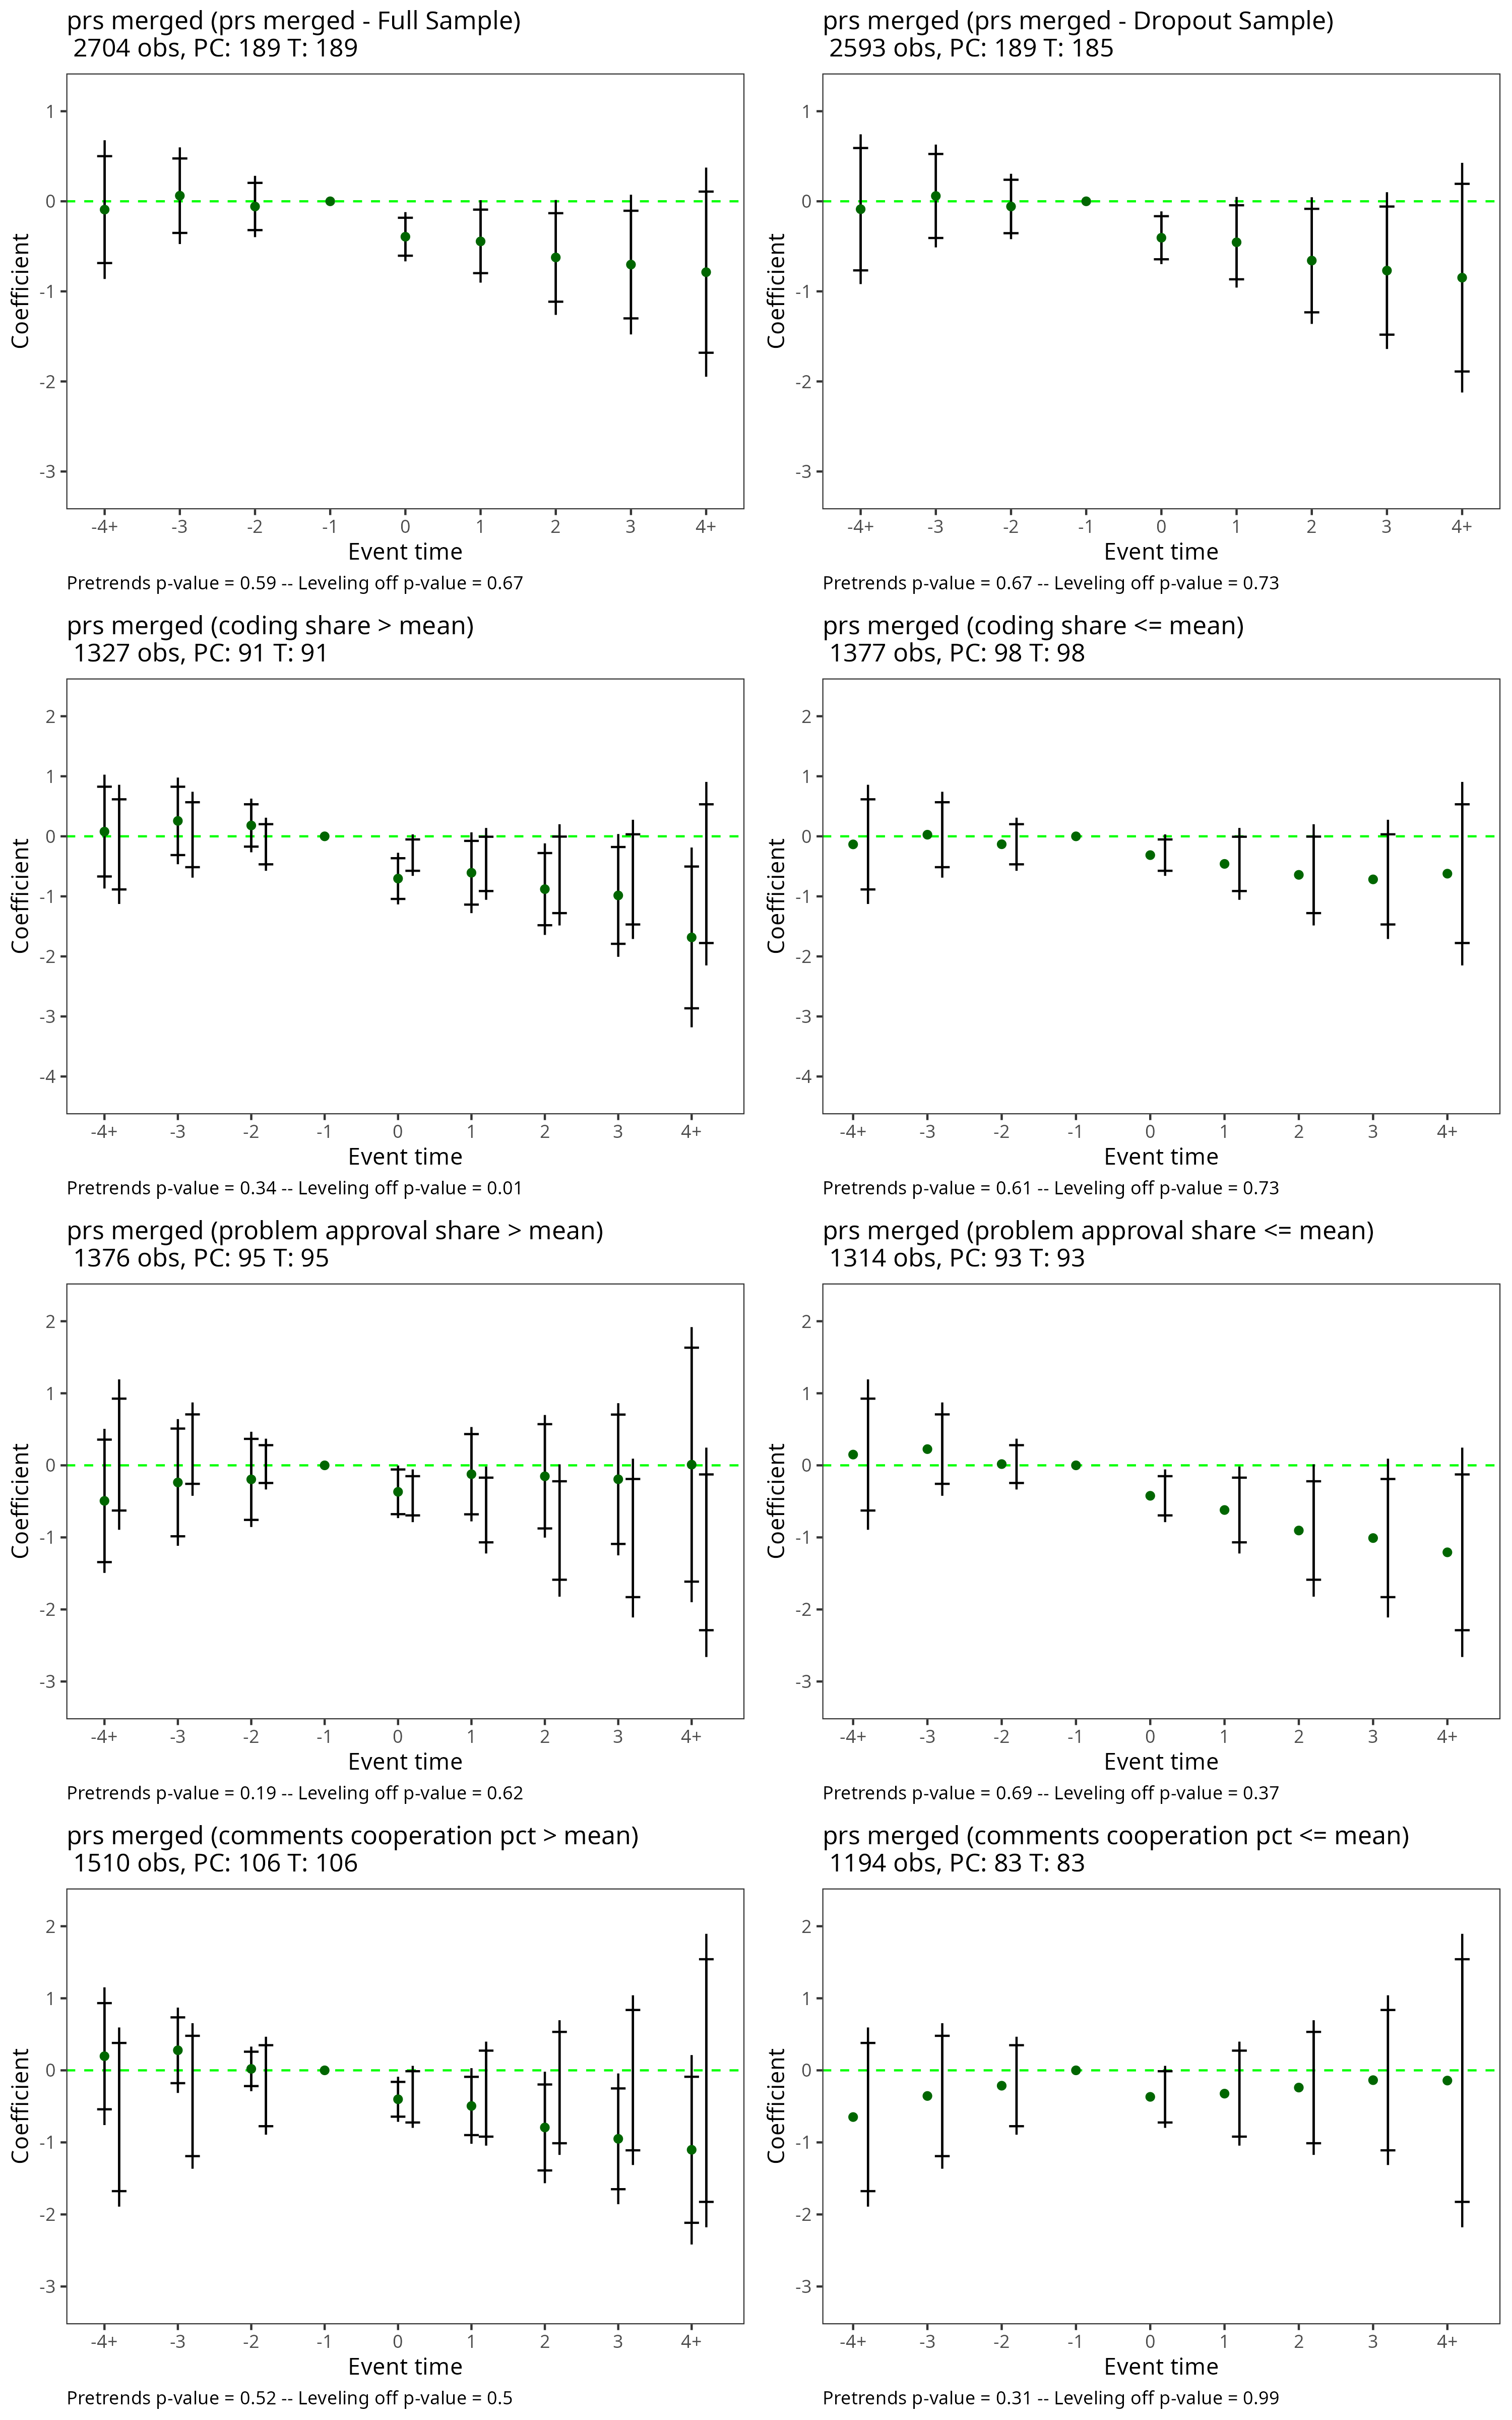 prs merged (prs merged - Full Sample)
2704 obs, PC: 189 T: 189
1
0
-1
-2
-3
Coefficient
-4+ -3 -2 -1 0 1 2 3 4+
Event time
Pretrends p-value = 0.59 -- Leveling off p-value = 0.67
prs merged (prs merged - Dropout Sample)
2593 obs, PC: 189 T: 185
1
0
-1
-2
-3
Coefficient
-4+ -3 -2 -1 0 1 2 3 4+
Event time
Pretrends p-value = 0.67 -- Leveling off p-value = 0.73
prs merged (coding share > mean)
1327 obs, PC: 91 T: 91
2
1
0
-1
-2
-3
-4
Coefficient
-4+ -3 -2 -1 0 1 2 3 4+
Event time
Pretrends p-value = 0.34 -- Leveling off p-value = 0.01
prs merged (coding share <= mean)
1377 obs, PC: 98 T: 98
2
1
0
-1
-2
-3
-4
Coefficient
-4+ -3 -2 -1 0 1 2 3 4+
Event time
Pretrends p-value = 0.61 -- Leveling off p-value = 0.73
prs merged (problem approval share > mean)
1376 obs, PC: 95 T: 95
2
1
0
-1
-2
-3
Coefficient
-4+ -3 -2 -1 0 1 2 3 4+
Event time
Pretrends p-value = 0.19 -- Leveling off p-value = 0.62
prs merged (problem approval share <= mean)
1314 obs, PC: 93 T: 93
2
1
0
-1
-2
-3
Coefficient
-4+ -3 -2 -1 0 1 2 3 4+
Event time
Pretrends p-value = 0.69 -- Leveling off p-value = 0.37
prs merged (comments cooperation pct > mean)
1510 obs, PC: 106 T: 106
2
1
0
-1
-2
-3
Coefficient
-4+ -3 -2 -1 0 1 2 3 4+
Event time
Pretrends p-value = 0.52 -- Leveling off p-value = 0.5
prs merged (comments cooperation pct <= mean)
1194 obs, PC: 83 T: 83
2
1
0
-1
-2
-3
Coefficient
-4+ -3 -2 -1 0 1 2 3 4+
Event time
Pretrends p-value = 0.31 -- Leveling off p-value = 0.99